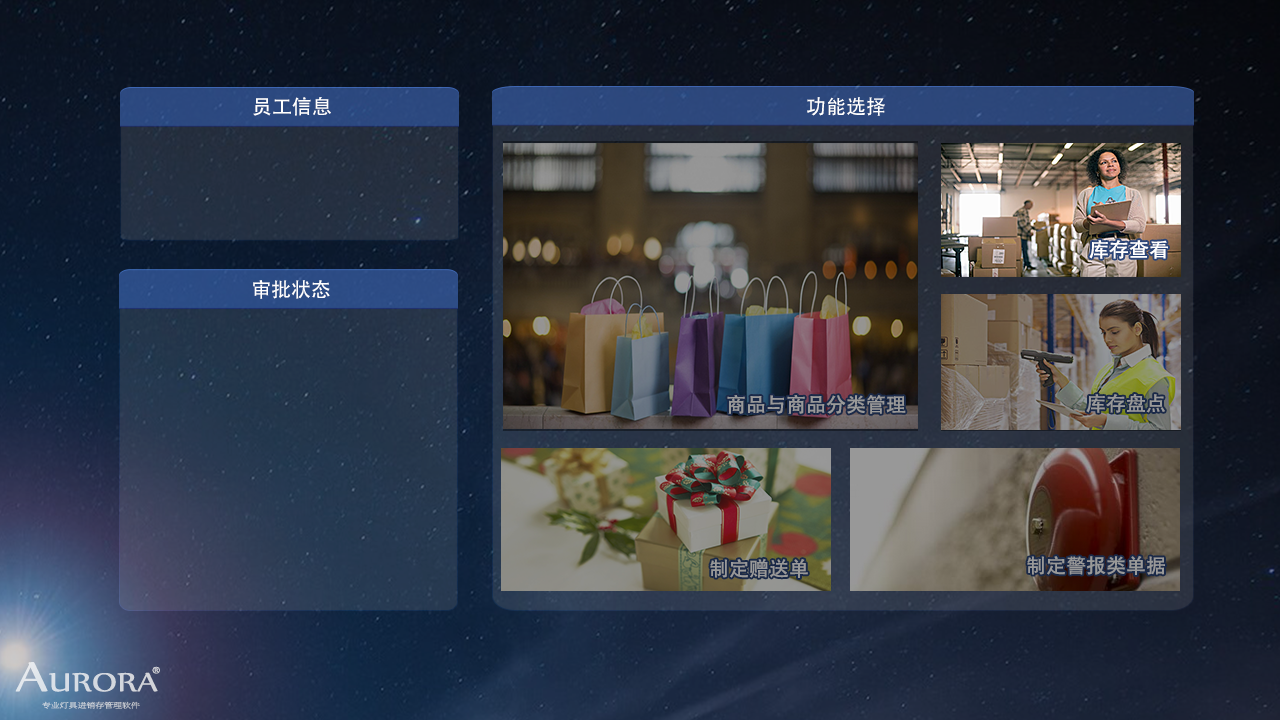 员工信息
审批状态
功能选择
商品与商品分类管理
库存查看
库存盘点
制定赠送单
制定警报类单据
AURORA®
专业灯具进销存管理软件